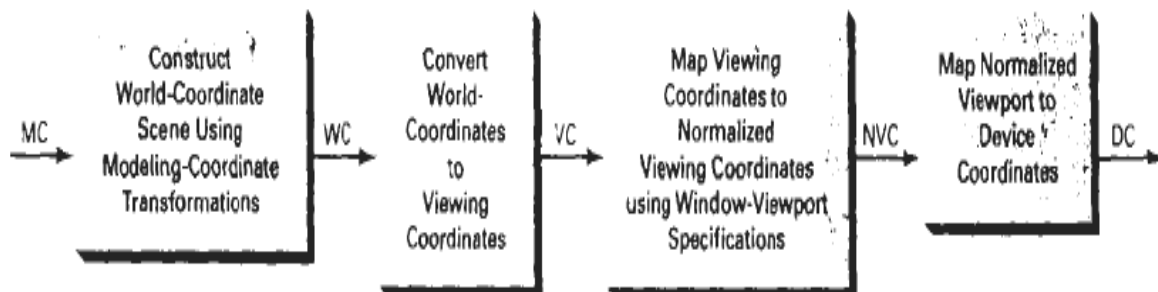 MC
Construct
World-Coordinate
Scene Using
Modeling-Coordinate
Transformations
WC
Convert
World-
Coordinates
to
Viewing
Coordinates
VC
Map Viewing
Coordinates to
Normalized
Viewing Coordinates
using Window-Viewport
Specifications
NVC
Map Normalized
Viewport to
Device
Coordinates
DC